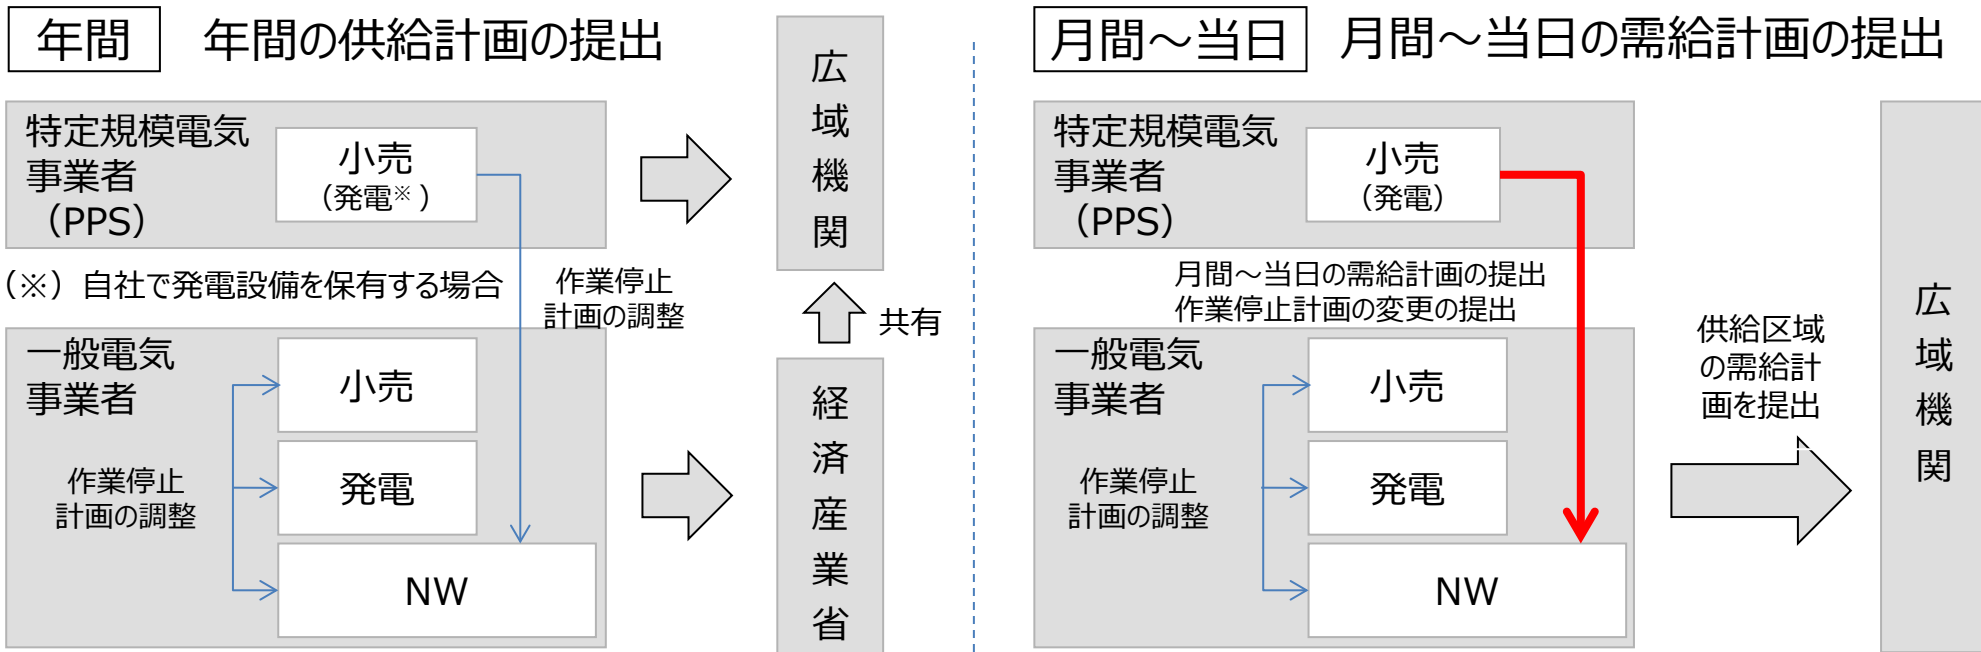 年間
年間の供給計画の提出
特定規模電気
事業者
（PPS）
小売
（発電※）
広域機関
（※）自社で発電設備を保有する場合
作業停止
計画の調整
共有
一般電気
事業者
小売
発電
NW
作業停止
計画の調整
経済産業省
月間～当日
月間～当日の需給計画の提出
特定規模電気
事業者
（PPS）
小売
（発電）
月間～当日の需給計画の提出
作業停止計画の変更の提出
一般電気
事業者
小売
発電
NW
作業停止
計画の調整
供給区域
の需給計
画を提出
広域機関